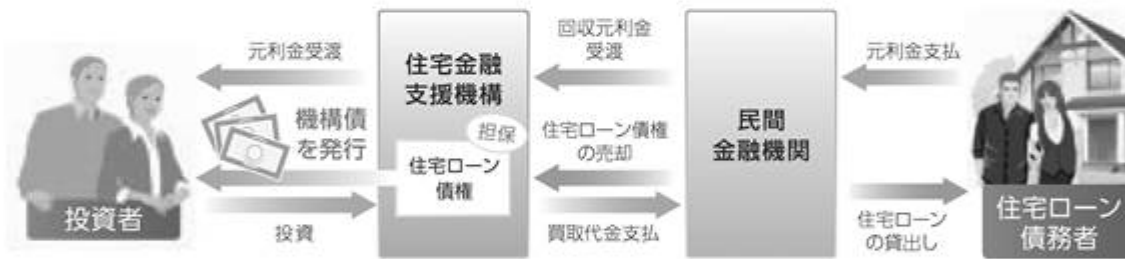 元利金受渡
機構債
を発行
投資者
投資
住宅金融
支援機構
担保
住宅ローン
債権
回収元利金
受渡
住宅ローン債権
の売却
買取代金支払
民間
金融機関
元利金支払
住宅ローン
の貸出し
住宅ローン
債務者